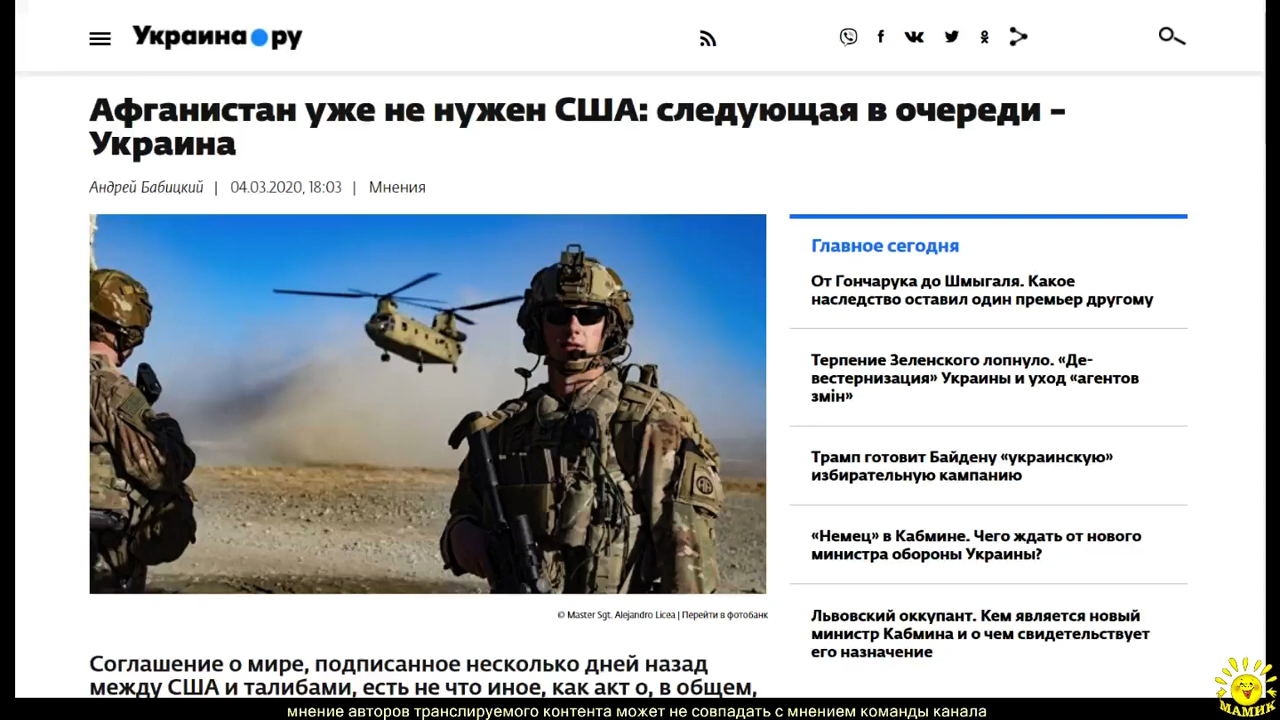 Украина ру
Афганистан уже не нужен США: следующая в очереди –
Украина
Андрей Бабицкий | 04.03.2020, 18:03 | Мнения
© Master Sgt. Alejandro Licea | Перейти в фотобанк
Соглашение о мире, подписанное несколько дней назад
между США и талибами, есть не что иное, как акт о, в общем,
Главное сегодня
От Гончарука до Шмыгаля. Какое
наследство оставил один премьер другому
Терпение Зеленского лопнуло. «Де-
вестернизация» Украины и уход «агентов
змiн»
Трамп готовит Байдену «украинскую»
избирательную кампанию
«Немец» в Кабмине. Чего ждать от нового
министра обороны Украины?
Львовский оккупант. Кем является новый
министр Кабмина и о чем свидетельствует
его назначение
МАМИК
мнение авторов транслируемого контента может не совпадать с мнением команды канала